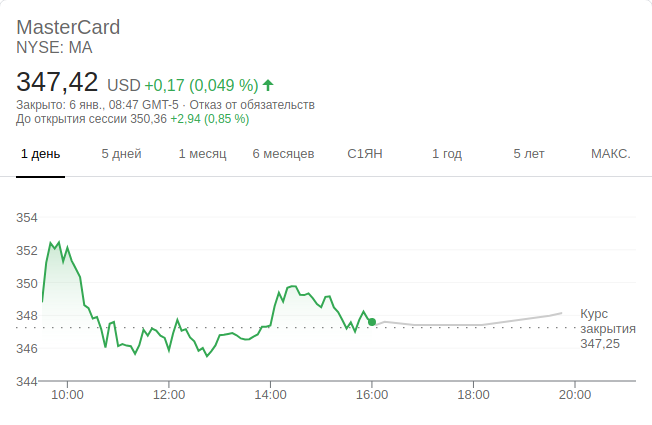 MasterCard
NYSE: MA
347,42 USD +0,17 (0,049 %)
Закрыто: 6 янв., 08:47 GMT-5 · Отказ от обязательств
До открытия сессии 350,36 +2,94 (0,85 %)
1 день 5 дней 1 месяц 6 месяцев С1ЯН 1 год 5 лет МАКС.
354
352
350
348
346
344
Курс
закрытия
347,25
10:00 12:00 14:00 16:00 18:00 20:00